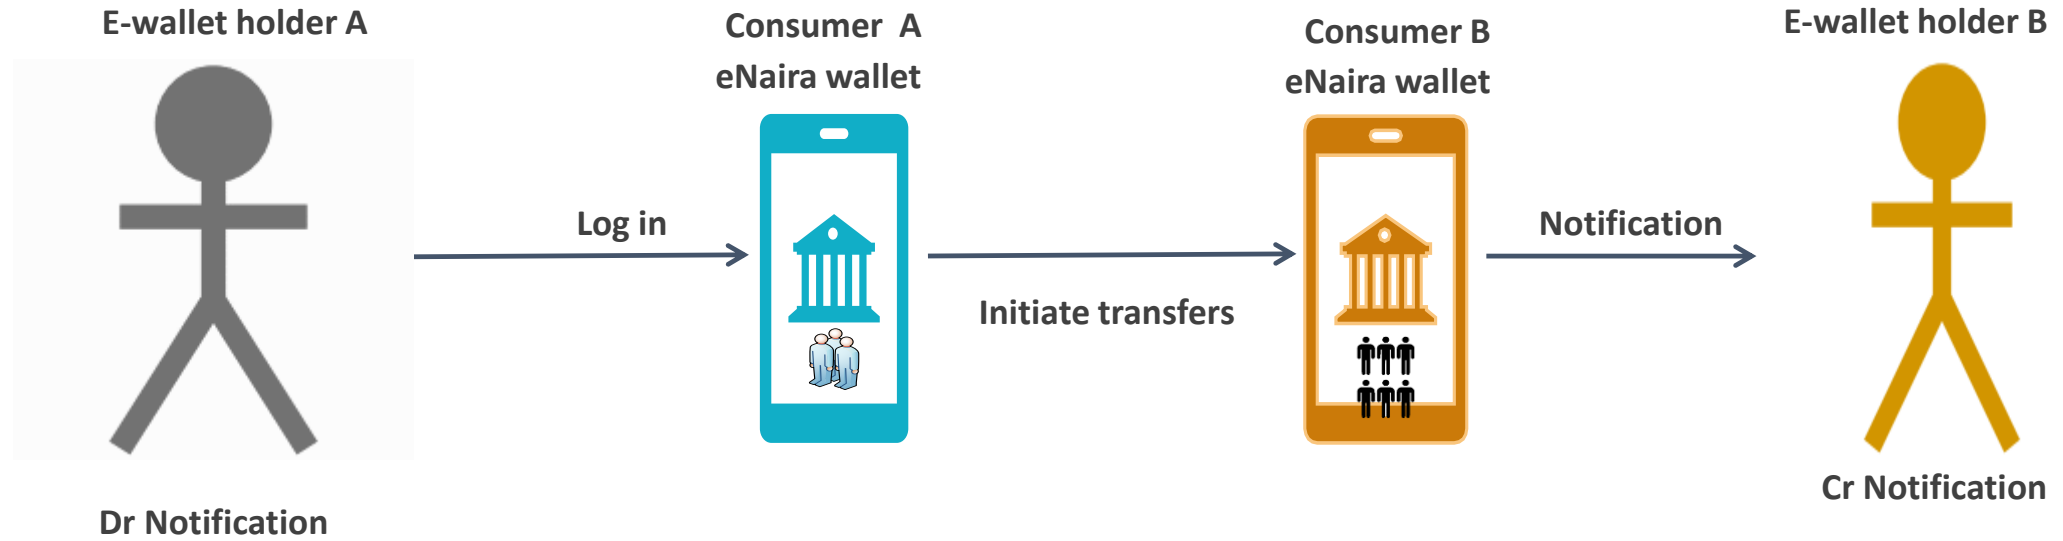 E-wallet holder A
Consumer A
eNaira wallet
Consumer B
eNaira wallet
E-wallet holder B
Log in
Initiate transfers
Notification
Dr Notification
Cr Notification